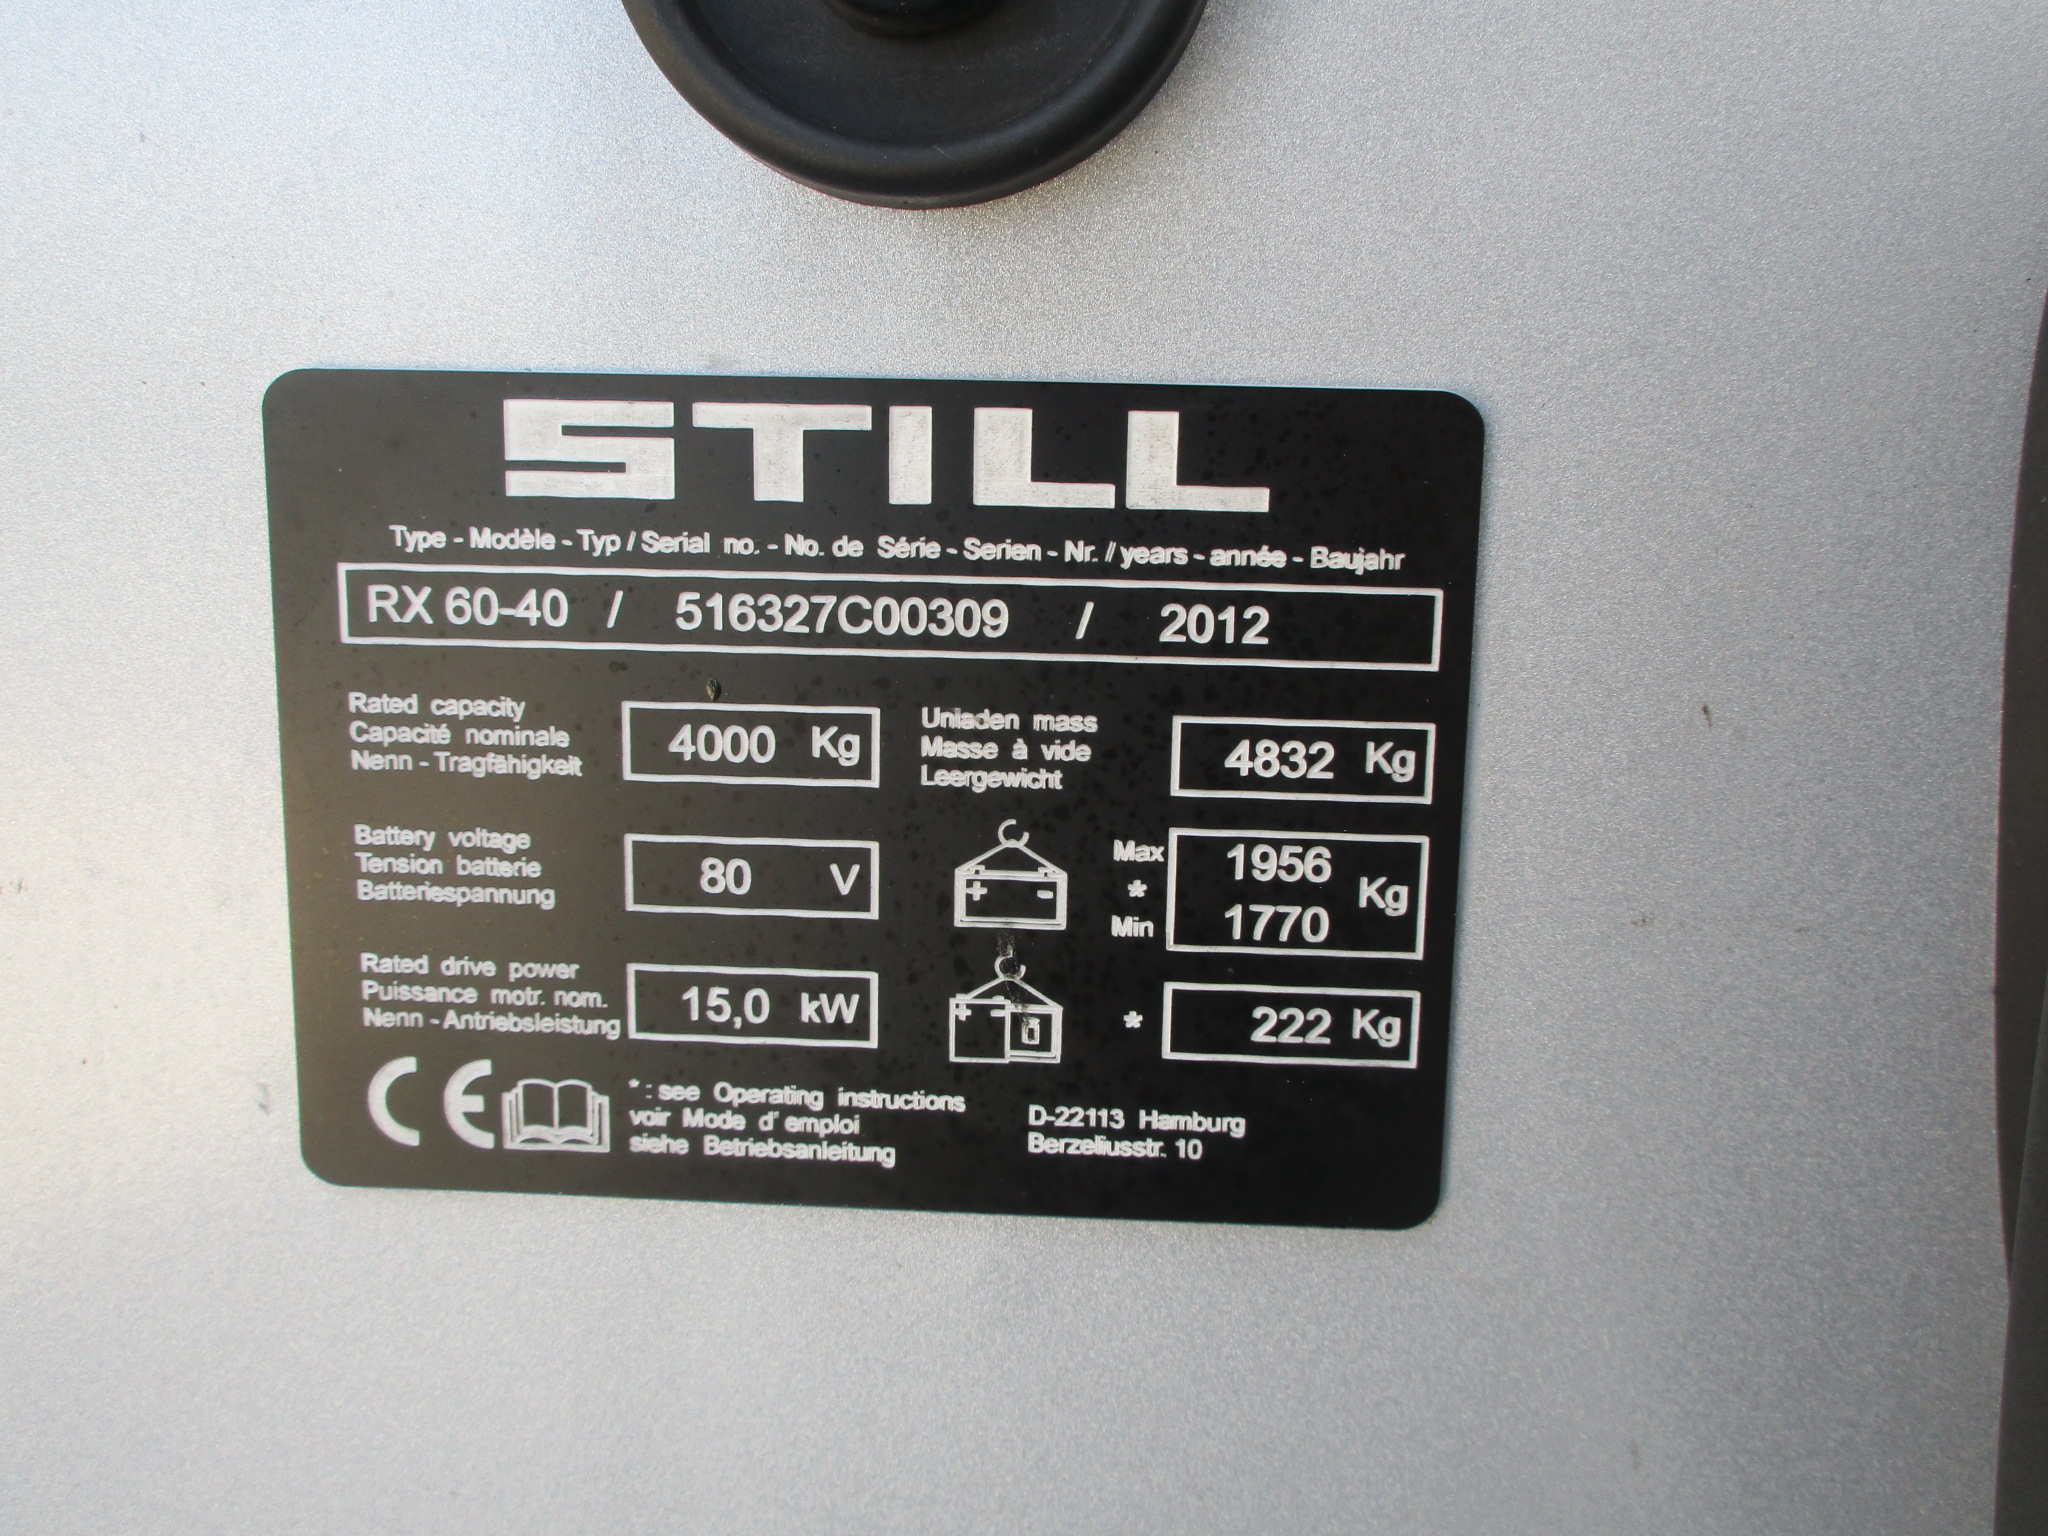 STILL
Type - Modèle - Typ / Serial no. - No. de Série - Serien - Nr. // years - année - Baujahr
RX 60-40 / 516327C00309 / 2012
Rated capacity
Capacité nominale
Nenn - Tragfähigkeit
4000 Kg
Unladen mass
Masse à vide
Leergewicht
4832 Kg
Battery voltage
Tension batterie
Batteriespannung
80 V
+ -
Max
*
Min
1956
1770
Kg
Rated drive power
Puissance motr. nom.
Nenn - Antriebsleistung
15,0 kW
+ -
*
222 Kg
CE
* : see Operating instructions
voir Mode d' emploi
siehe Betriebsanleitung
D-22113 Hamburg
Berzeliusstr. 10